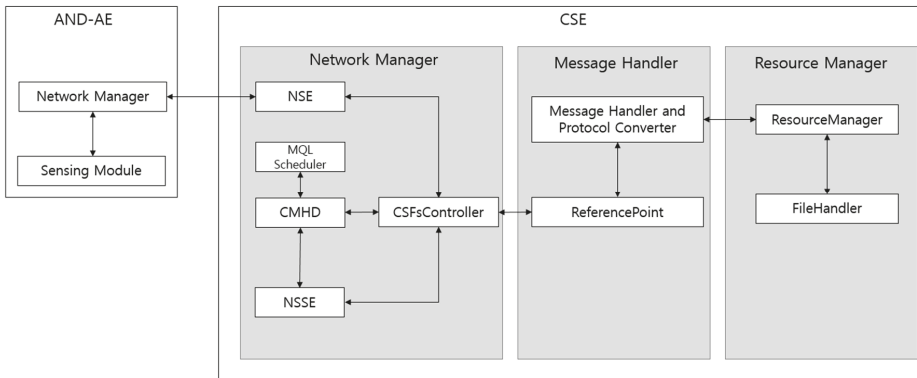 AND-AE
CSE
Network Manager
Sensing Module
Network Manager
NSE
MQL
Scheduler
CMHD
CSFsController
NSSE
Message Handler
Message Handler and
Protocol Converter
ReferencePoint
Resource Manager
ResourceManager
FileHandler